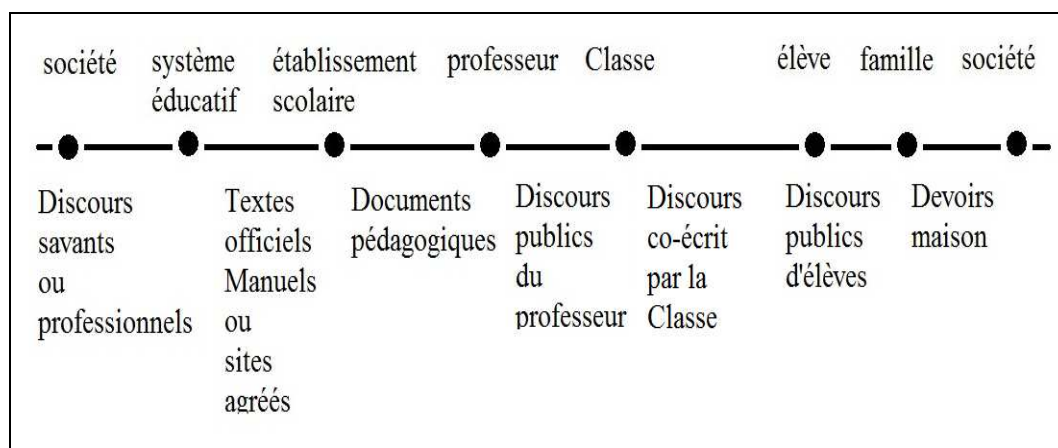 société
système
éducatif
établissement
scolaire
professeur
Classe
élève
famille
société
Discours
savants
ou
professionnels
Textes
officiels
Manuels
ou
sites
agréés
Documents
pédagogiques
Discours
publics
du
professeur
Discours
co-écrit
par la
Classe
Discours
publics
d'élèves
Devoirs
maison